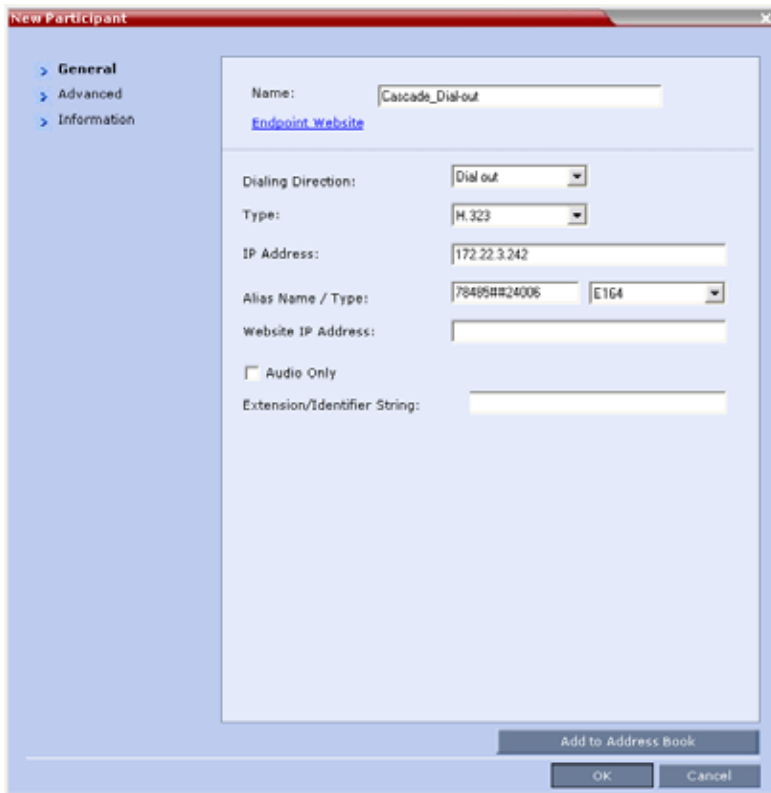 New Participant
General
Advanced
Information
Name: Cascade_Dial-out
Endpoint Website
Dialing Direction: Dial out
Type: H.323
IP Address: 172.22.3.242
Alias Name / Type: 78485##24006 E164
Website IP Address:
Audio Only
Extension/Identifier String:
Add to Address Book
OK Cancel